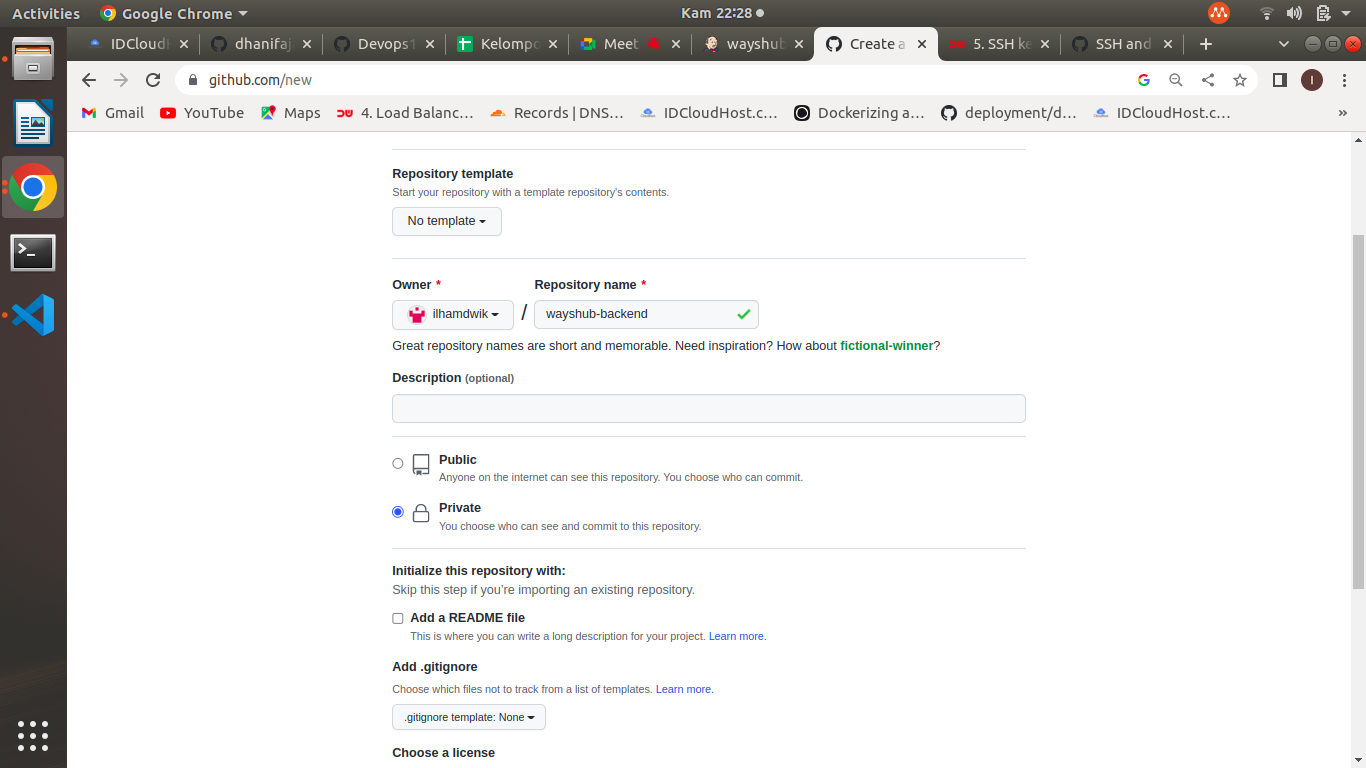 Activities
Google Chrome
Kam 22:28
IDCloudH
dhanifaj
Devops1
Kelompo
Meet
wayshub
Create a
5. SSH ke
SSH and
github.com/new
I
Gmail
YouTube
Maps
4. Load Balanc…
Records | DNS…
IDCloudHost.c…
Dockerizing a…
deployment/d…
IDCloudHost.c…
»
Repository template
Start your repository with a template repository's contents.
No template
Owner *
Repository name *
ilhamdwik
/
wayshub-backend
Great repository names are short and memorable. Need inspiration? How about fictional-winner?
Description (optional)
Public
Anyone on the internet can see this repository. You choose who can commit.
Private
You choose who can see and commit to this repository.
Initialize this repository with:
Skip this step if you're importing an existing repository.
Add a README file
This is where you can write a long description for your project. Learn more.
Add .gitignore
Choose which files not to track from a list of templates. Learn more.
.gitignore template: None
Choose a license